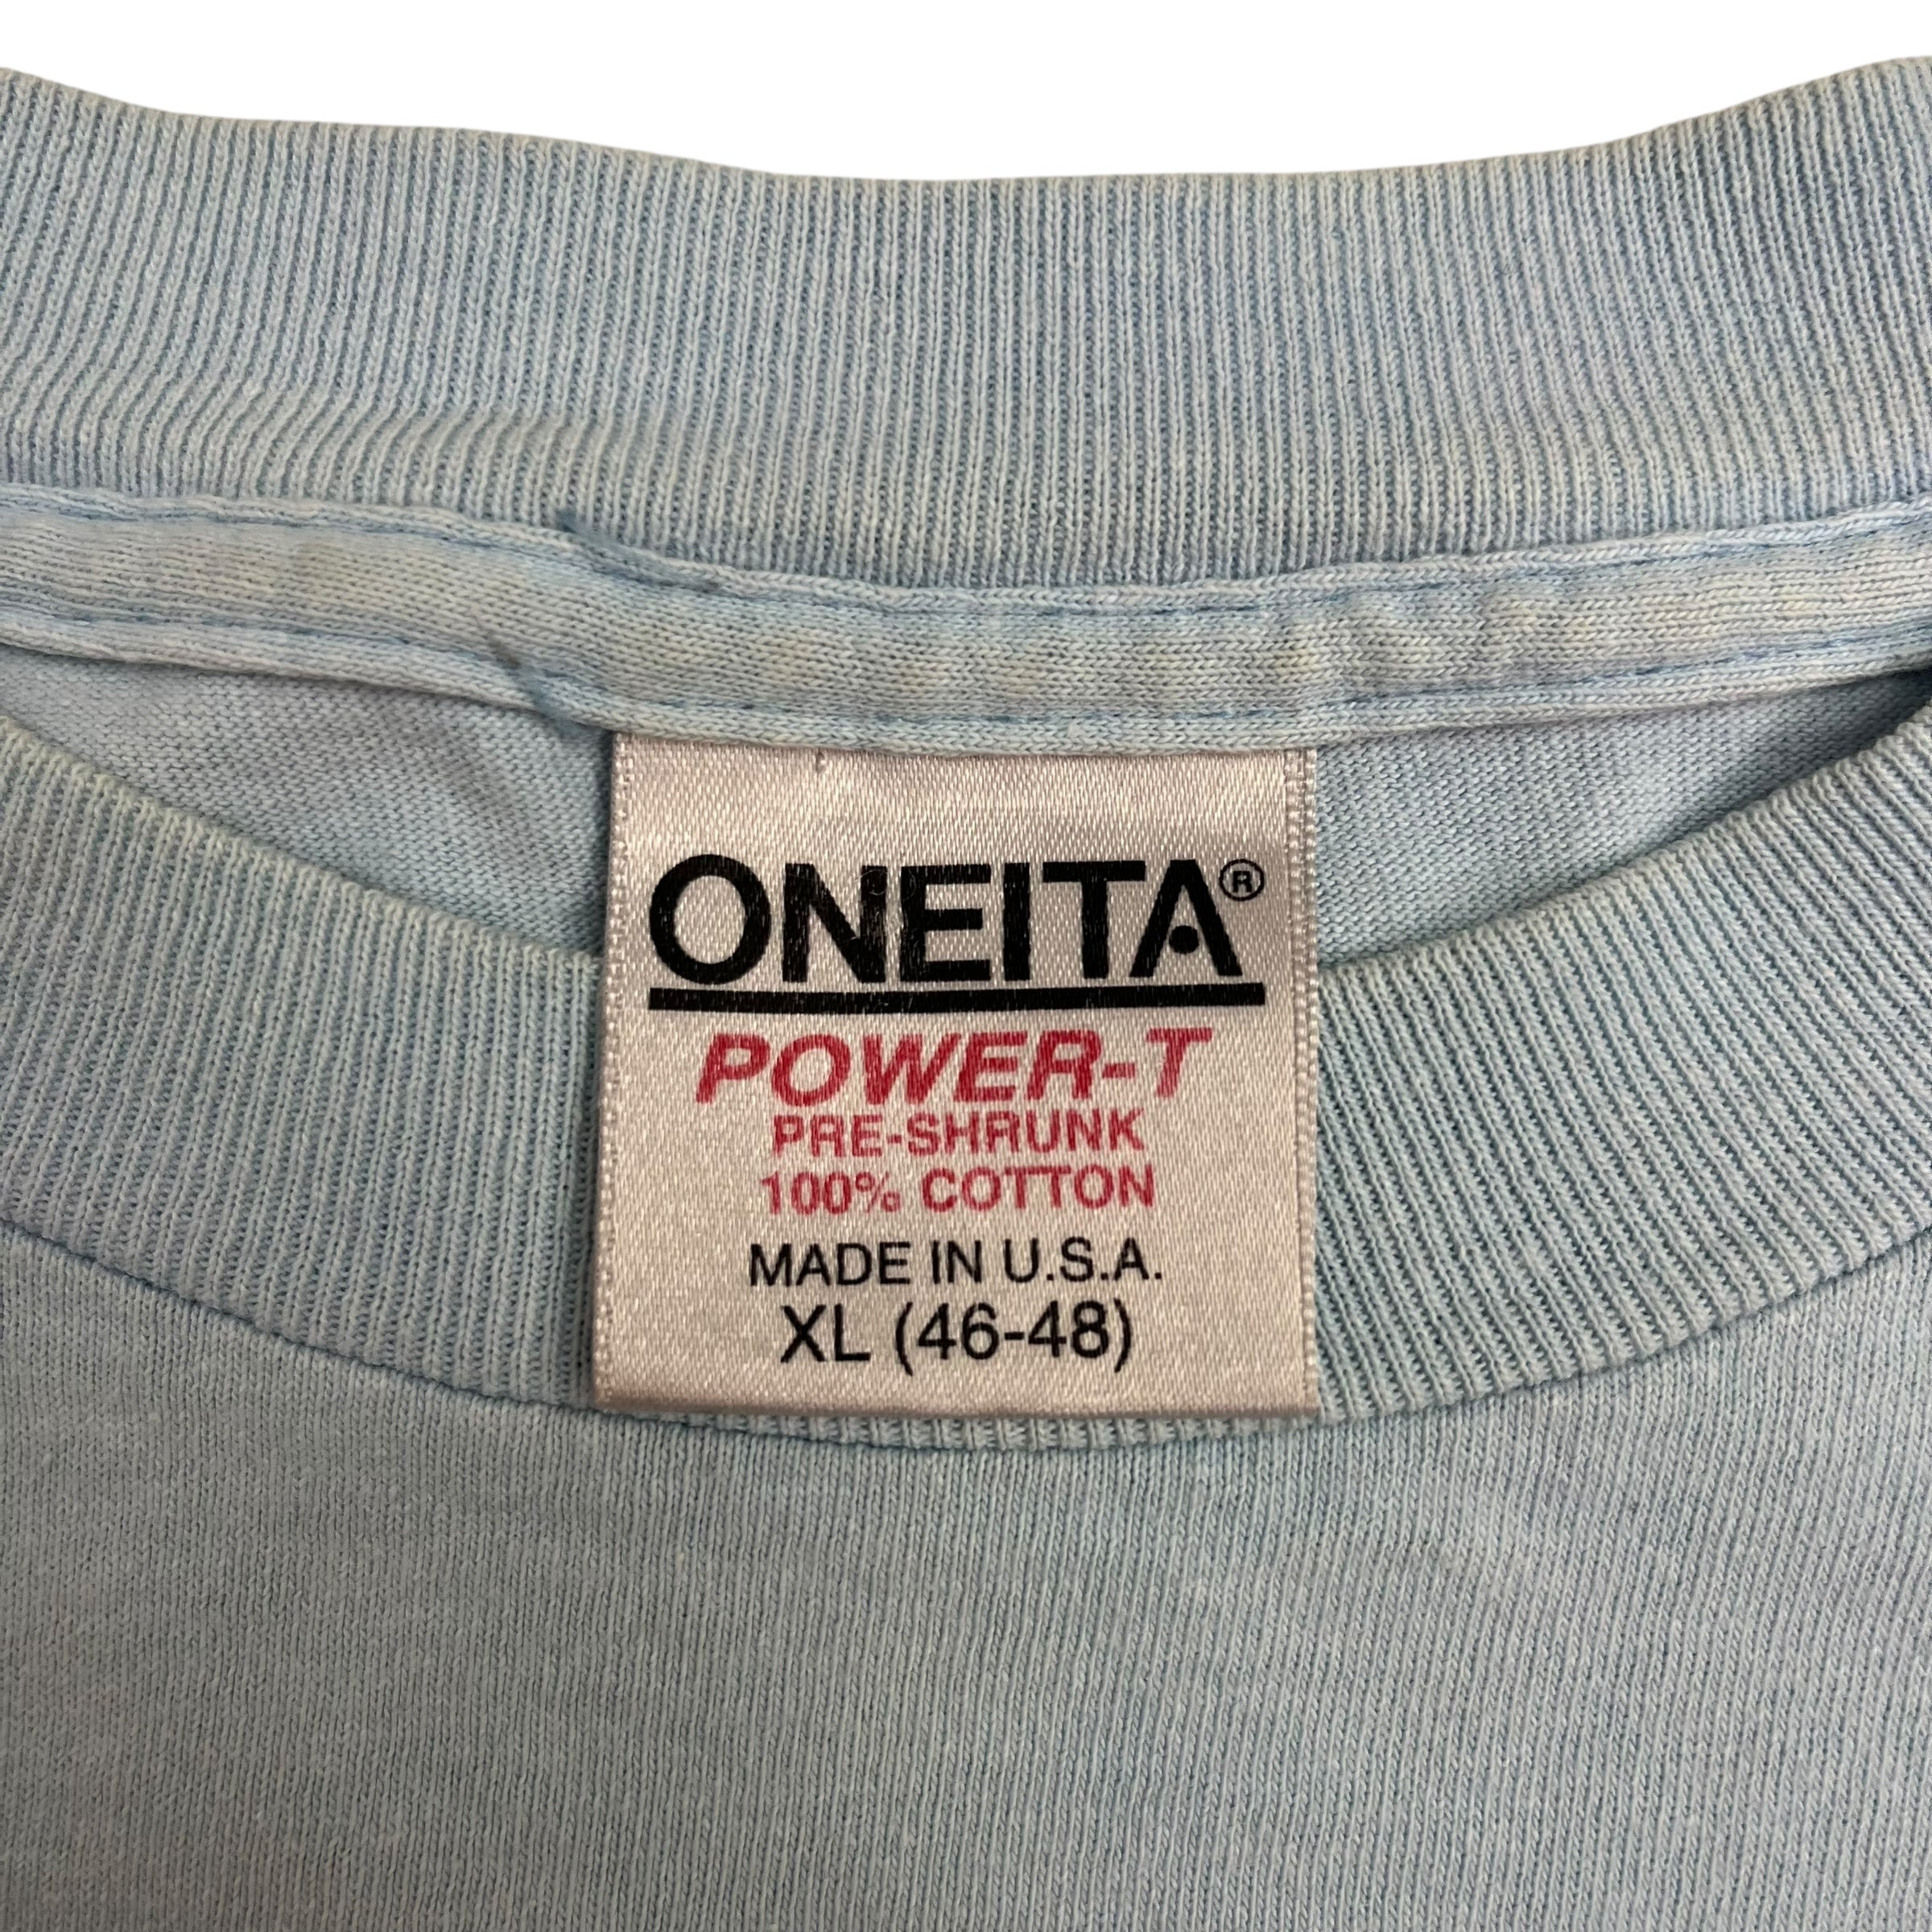 ONEITA®
POWER-T
PRE-SHRUNK
100% COTTON
MADE IN U.S.A.
XL (46-48)